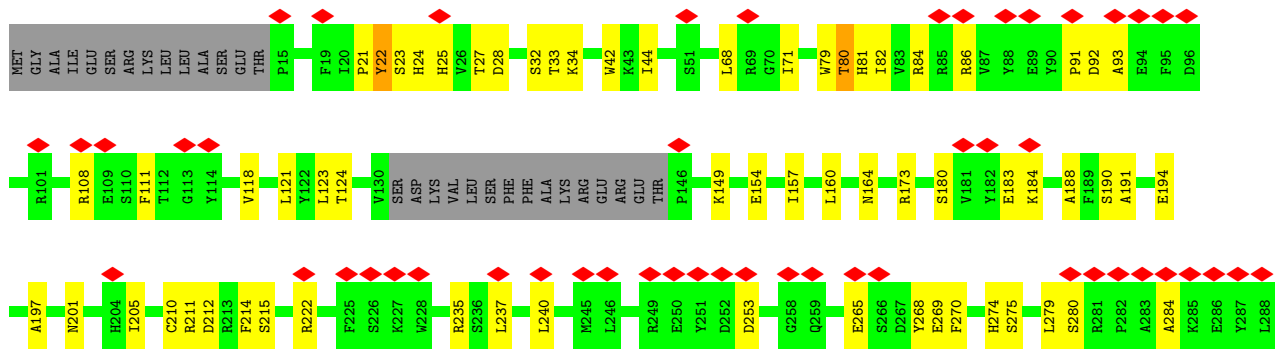 MET GLY ALA ILE GLU SER ARG LYS LEU LEU ALA SER GLU THR P15 F19 I20 P21 Y22 S23 H24 H25 V26 T27 D28 S32 T33 K34 W42 K43 I44 S51 L68 R69 G70 I71 W79 T80 H81 I82 V83 R84 R85 R86 V87 Y88 E89 Y90 P91 D92 A93 E94 F95 D96
R101 R108 E109 S110 F111 T112 G113 Y114 V118 L121 Y122 L123 T124 V130 SER ASP LYS VAL LEU SER PHE PHE ALA LYS ARG GLU ARG GLU THR P146 K149 E154 I157 L160 N164 R173 S180 V181 Y182 E183 K184 A188 F189 S190 A191 E194
A197 N201 H204 I205 C210 R211 D212 R213 F214 S215 R222 F225 S226 K227 W228 R235 S236 L237 L240 M245 L246 R249 E250 Y251 D252 D253 G258 Q259 E265 S266 D267 Y268 E269 F270 H274 S275 L279 S280 R281 P282 A283 A284 K285 E286 Y287 L288